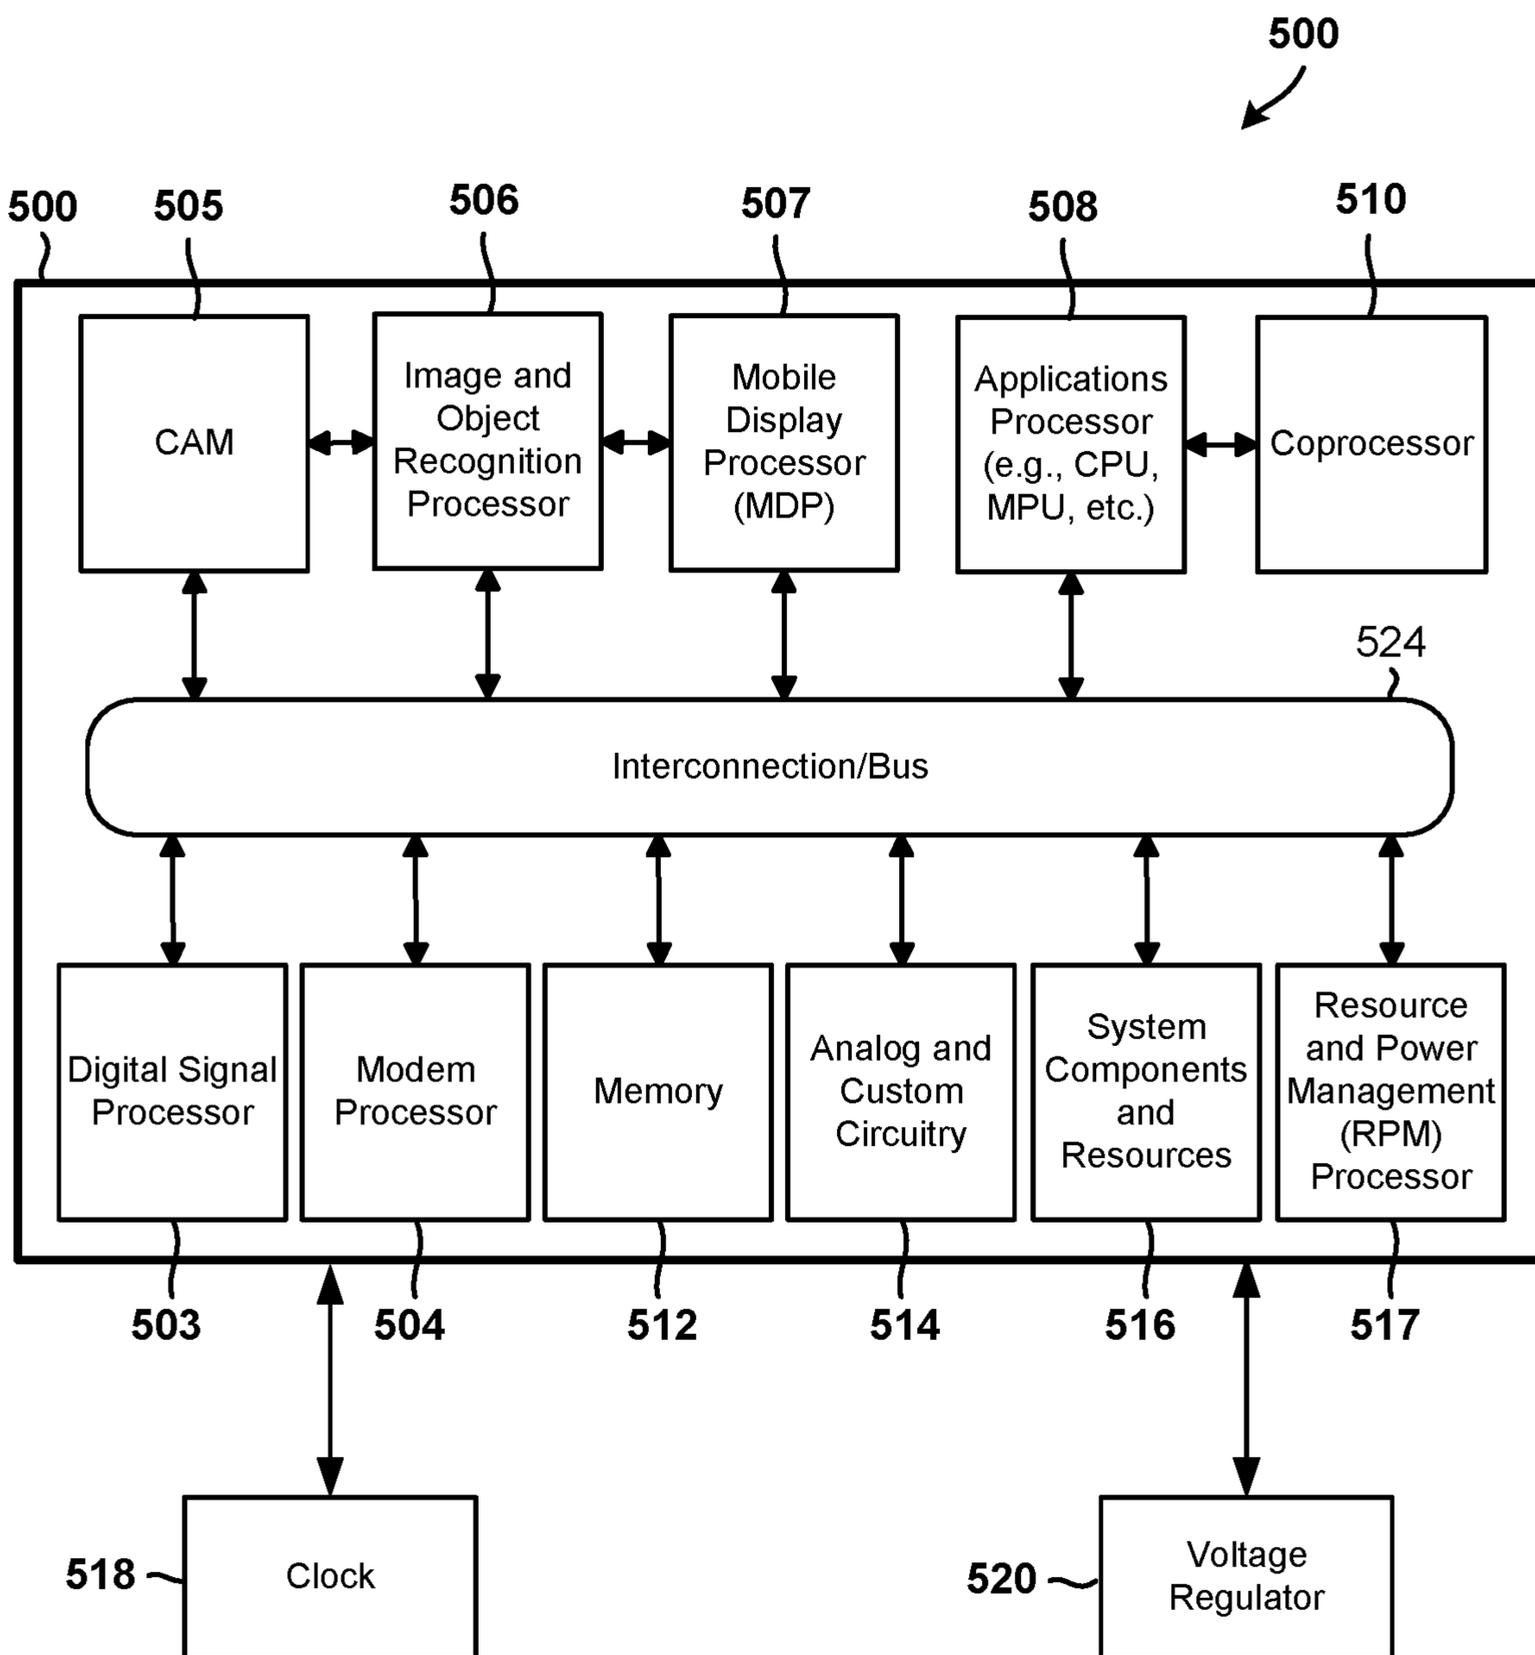 500
500
505
506
507
508
510
CAM
Image and
Object
Recognition
Processor
Mobile
Display
Processor
(MDP)
Applications
Processor
(e.g., CPU,
MPU, etc.)
Coprocessor
524
Interconnection/Bus
Digital Signal
Processor
Modem
Processor
Memory
Analog and
Custom
Circuitry
System
Components
and
Resources
Resource
and Power
Management
(RPM)
Processor
503
504
512
514
516
517
518
Clock
520
Voltage
Regulator